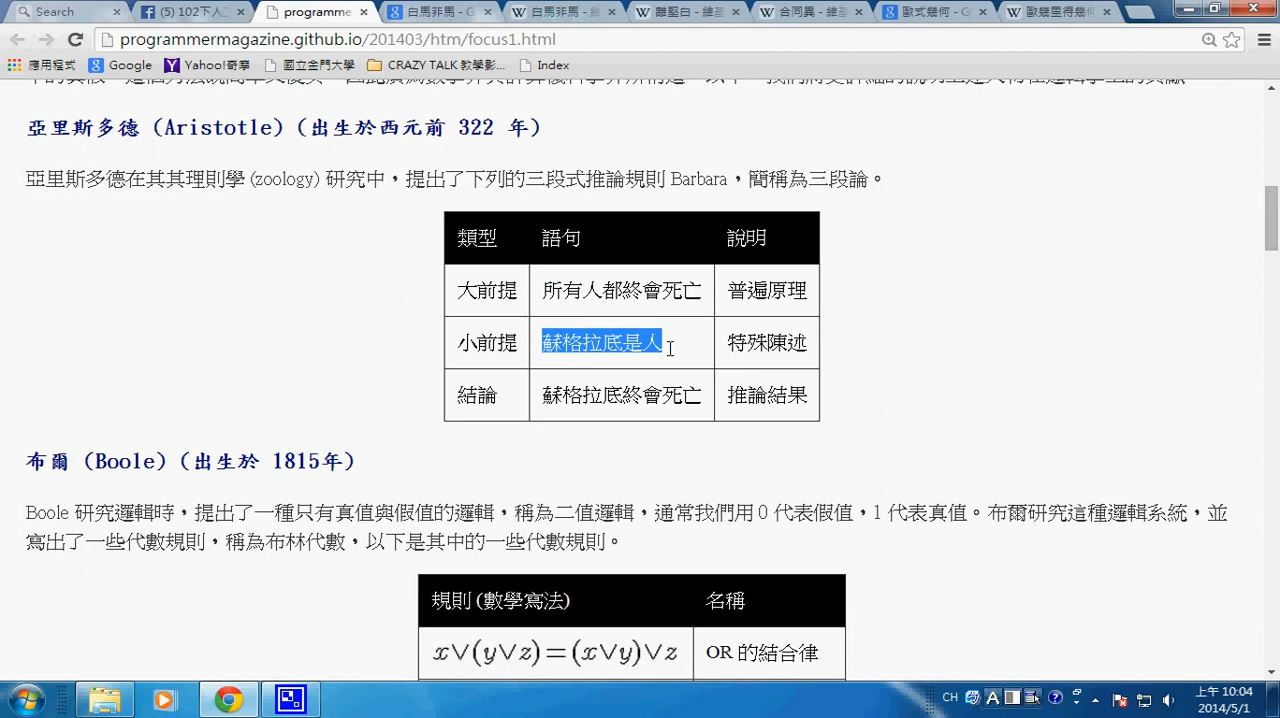 Search
(5) 102下人工
programme
白馬非馬 - G
白馬非馬 - 維
離堅白 - 維基
合同異 - 維基
歐式幾何 - G
歐幾里得幾何
programmermagazine.github.io/201403/htm/focus1.html
應用程式 Google Yahoo!奇摩 國立金門大學 CRAZY TALK 教學影... Index
亞里斯多德 (Aristotle) (出生於西元前 322 年)
亞里斯多德在其其理則學 (zoology) 研究中，提出了下列的三段式推論規則 Barbara，簡稱為三段論。
類型 語句 說明
大前提 所有人都終會死亡 普遍原理
小前提 蘇格拉底是人 特殊陳述
結論 蘇格拉底終會死亡 推論結果
布爾 (Boole) (出生於 1815年)
Boole 研究邏輯時，提出了一種只有真值與假值的邏輯，稱為二值邏輯，通常我們用 0 代表假值，1 代表真值。布爾研究這種邏輯系統，並
寫出了一些代數規則，稱為布林代數，以下是其中的一些代數規則。
規則 (數學寫法) 名稱
x∨(y∨z)=(x∨y)∨z OR 的結合律
CH
上午 10:04
2014/5/1